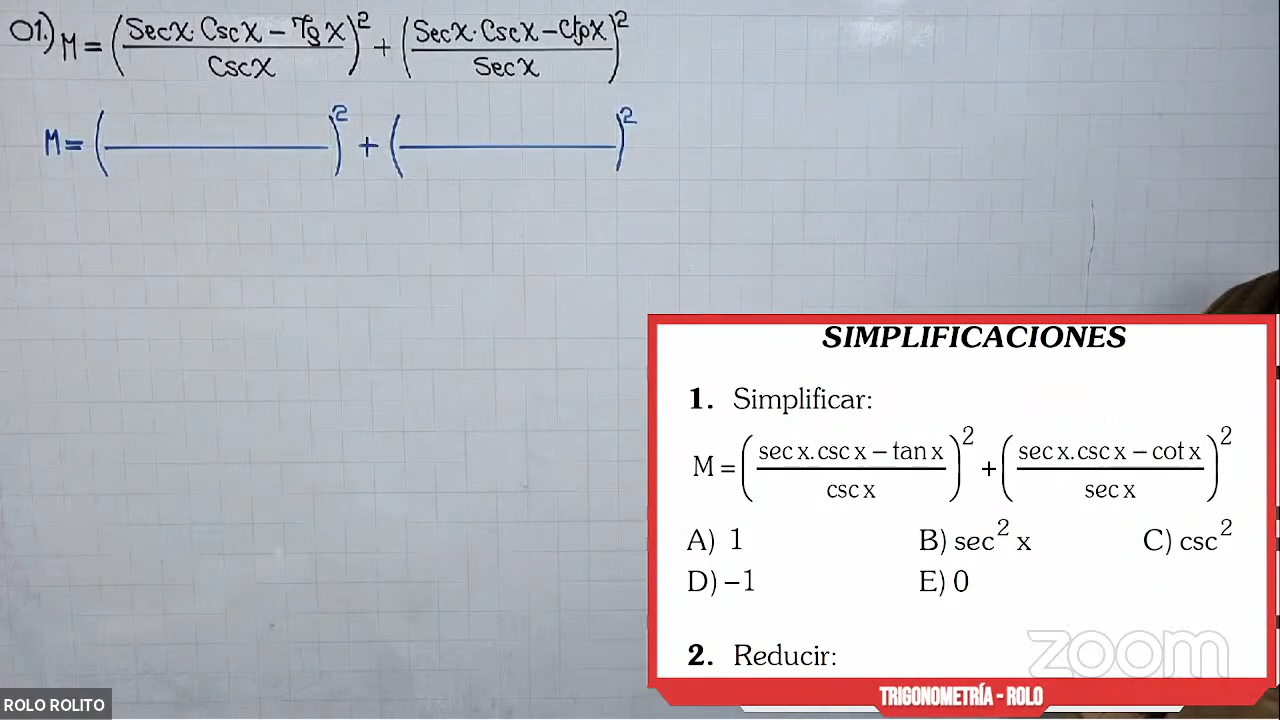 01.) M = ( SecX·CscX - TgX / CscX )² + ( SecX·CscX - CtgX / SecX )²
M = ( ———— )² + ( ———— )²
SIMPLIFICACIONES
1. Simplificar:
M = ( sec x.csc x – tan x / csc x )² + ( sec x.csc x – cot x / sec x )²
A) 1 B) sec² x C) csc²
D) –1 E) 0
2. Reducir:
zoom
TRIGONOMETRÍA - ROLO
ROLO ROLITO